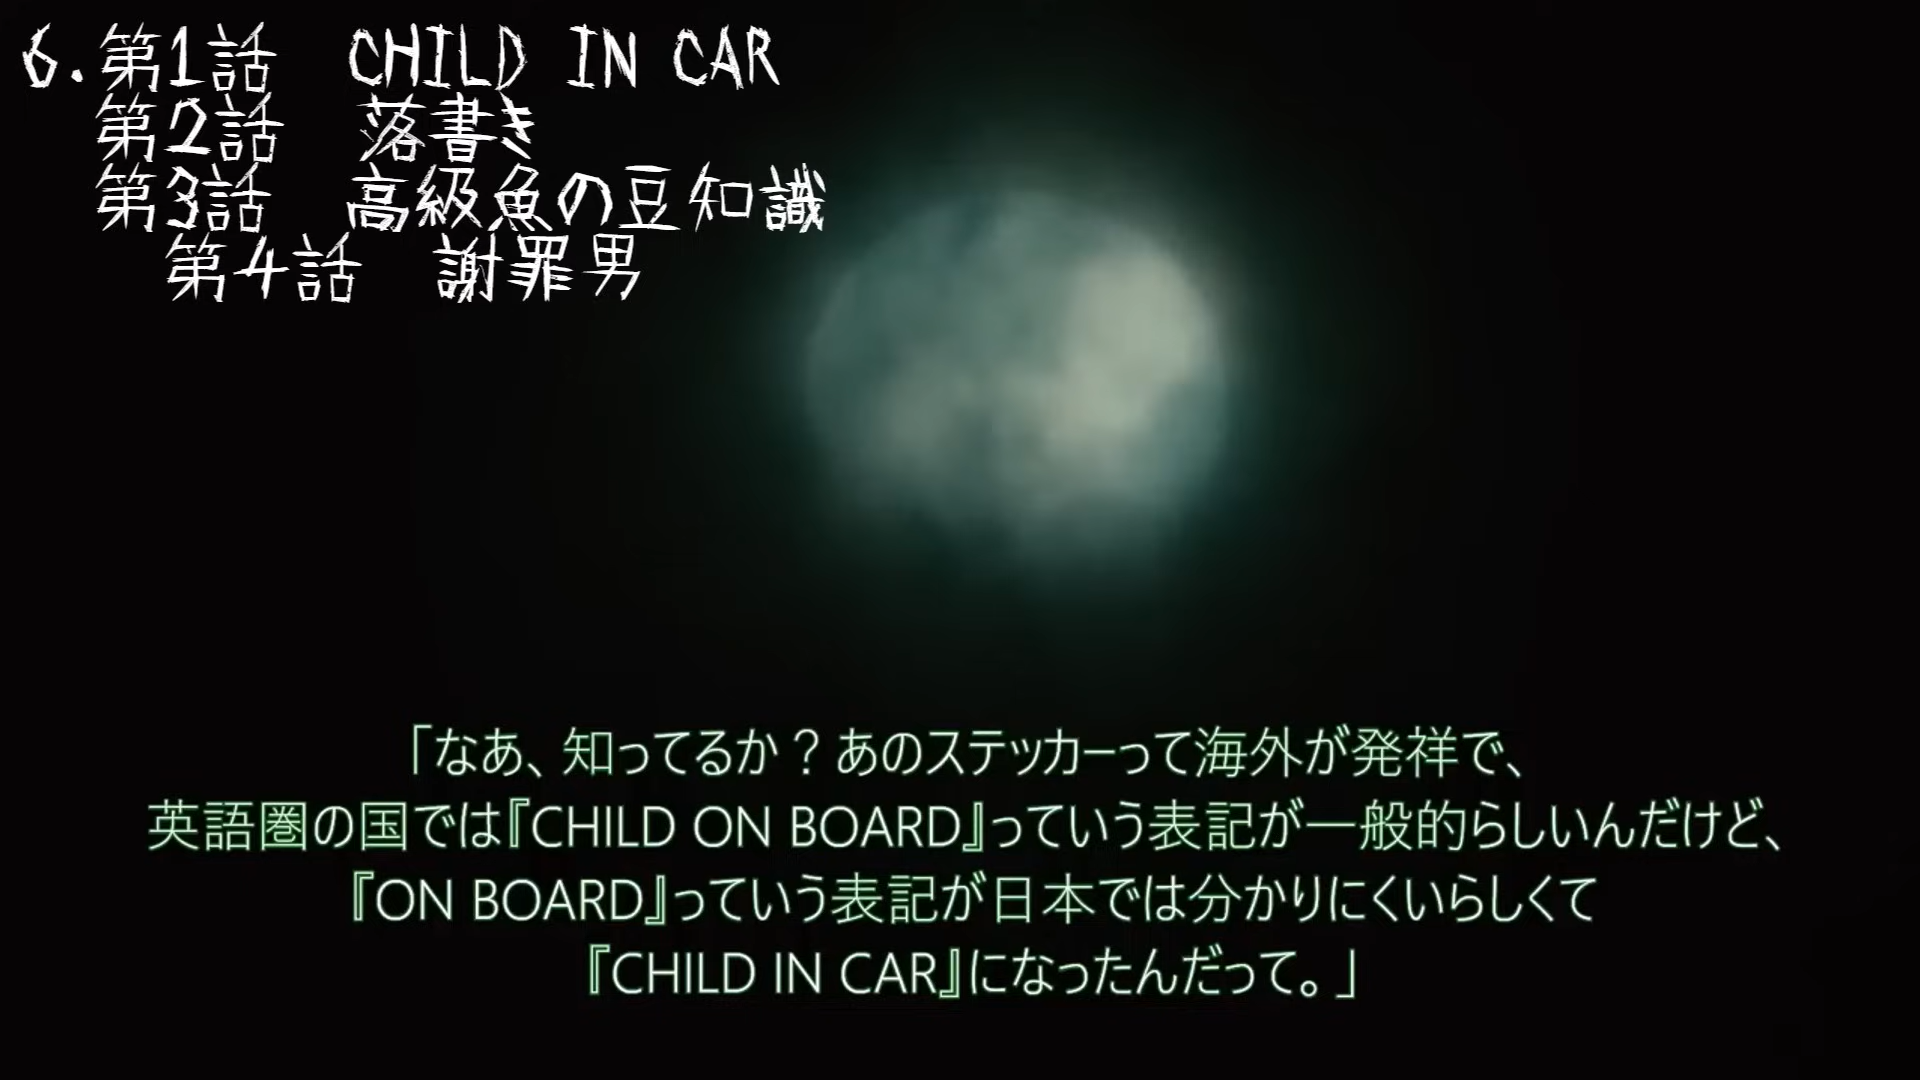 6.第1話　CHILD IN CAR
第2話　落書き
第3話　高級魚の豆知識
第4話　謝罪男
「なあ、知ってるか？あのステッカーって海外が発祥で、
英語圏の国では『CHILD ON BOARD』っていう表記が一般的らしいんだけど、
『ON BOARD』っていう表記が日本では分かりにくいらしくて
『CHILD IN CAR』になったんだって。」